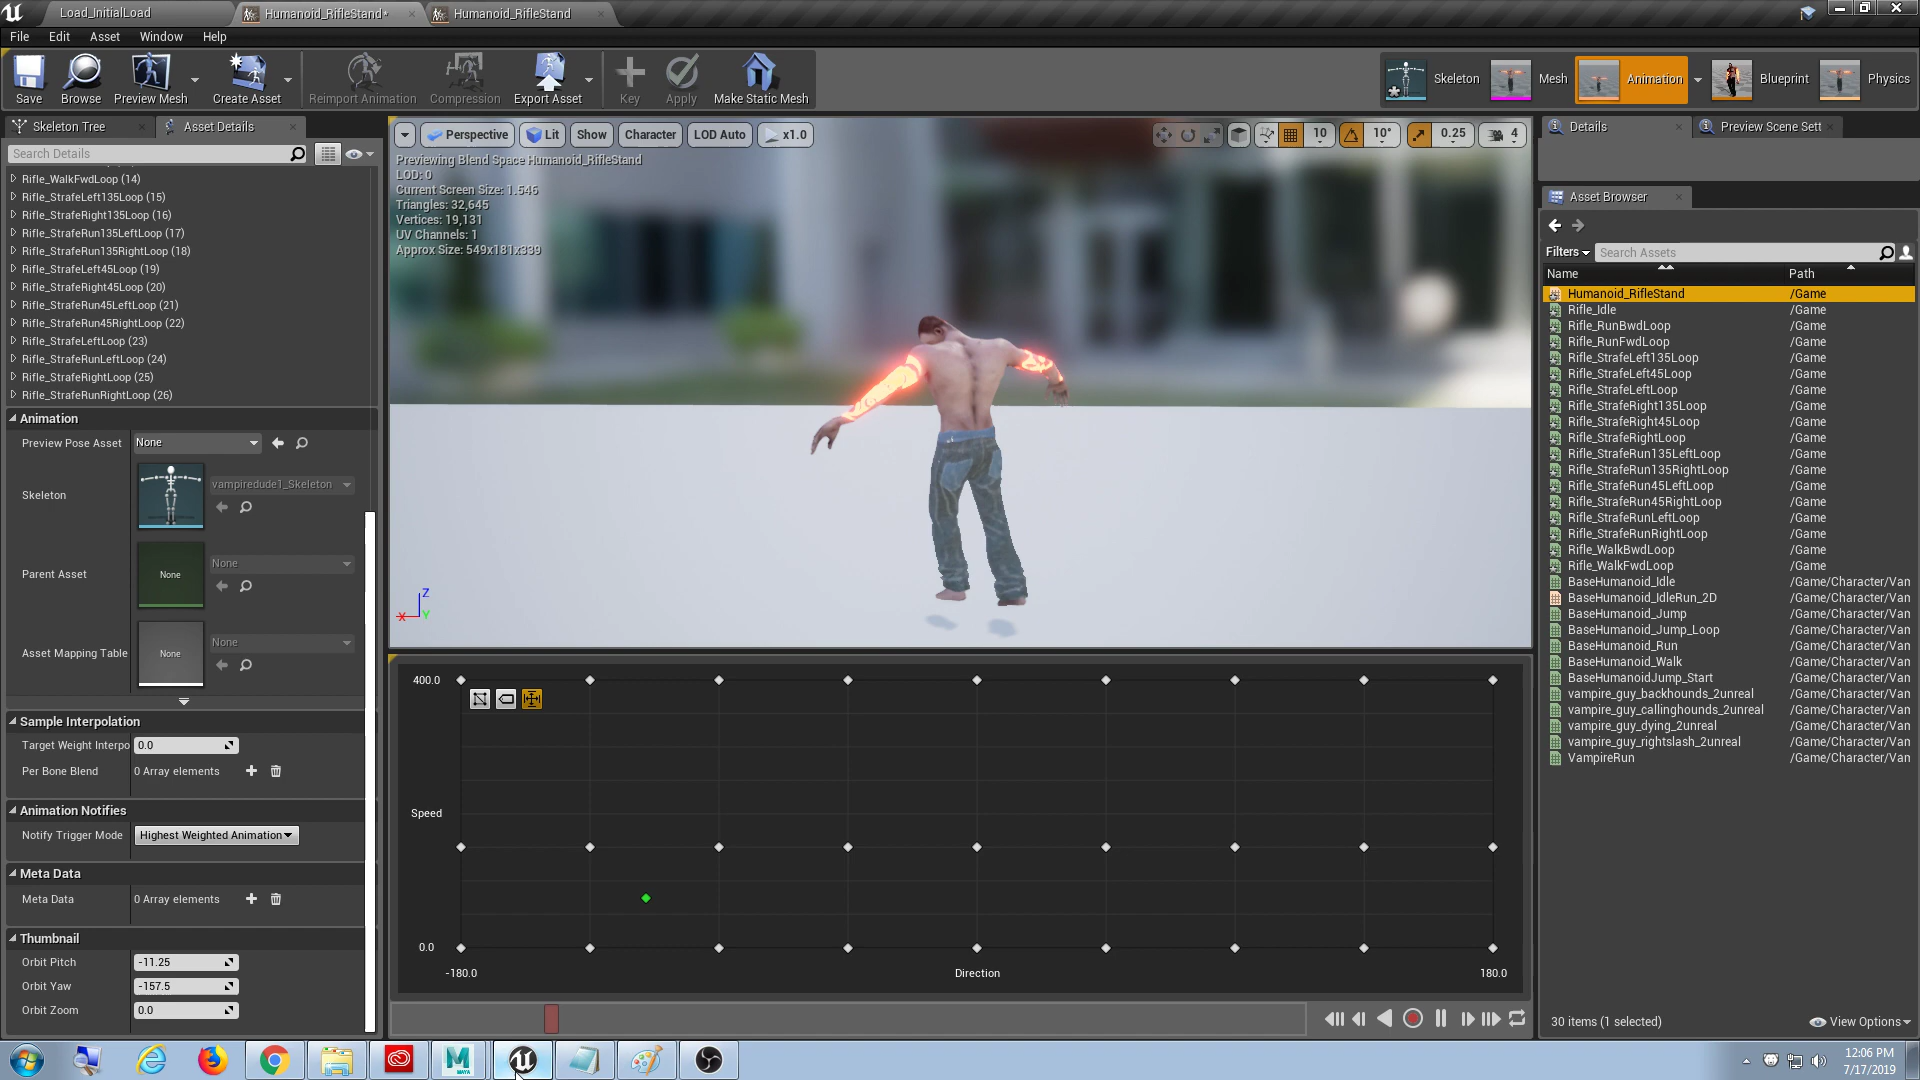 Load_InitialLoad
Humanoid_RifleStand*
Humanoid_RifleStand
File Edit Asset Window Help
Save
Browse
Preview Mesh
Create Asset
Reimport Animation
Compression
Export Asset
Key
Apply
Make Static Mesh
Skeleton
Mesh
Animation
Blueprint
Physics
Skeleton Tree
Asset Details
Search Details
Rifle_WalkFwdLoop (14)
Rifle_StrafeLeft135Loop (15)
Rifle_StrafeRight135Loop (16)
Rifle_StrafeRun135LeftLoop (17)
Rifle_StrafeRun135RightLoop (18)
Rifle_StrafeLeft45Loop (19)
Rifle_StrafeRight45Loop (20)
Rifle_StrafeRun45LeftLoop (21)
Rifle_StrafeRun45RightLoop (22)
Rifle_StrafeLeftLoop (23)
Rifle_StrafeRunLeftLoop (24)
Rifle_StrafeRightLoop (25)
Rifle_StrafeRunRightLoop (26)
Animation
Preview Pose Asset None
Skeleton vampiredude1_Skeleton
Parent Asset None None
Asset Mapping Table None None
Sample Interpolation
Target Weight Interpo 0.0
Per Bone Blend 0 Array elements
Animation Notifies
Notify Trigger Mode Highest Weighted Animation
Meta Data
Meta Data 0 Array elements
Thumbnail
Orbit Pitch -11.25
Orbit Yaw -157.5
Orbit Zoom 0.0
Perspective Lit Show Character LOD Auto x1.0
10 10° 0.25 4
Previewing Blend Space Humanoid_RifleStand
LOD: 0
Current Screen Size: 1.546
Triangles: 32,645
Vertices: 19,131
UV Channels: 1
Approx Size: 549x181x339
Z
X Y
400.0
Speed
0.0
-180.0 Direction 180.0
Details
Preview Scene Sett
Asset Browser
Filters Search Assets
Name Path
Humanoid_RifleStand /Game
Rifle_Idle /Game
Rifle_RunBwdLoop /Game
Rifle_RunFwdLoop /Game
Rifle_StrafeLeft135Loop /Game
Rifle_StrafeLeft45Loop /Game
Rifle_StrafeLeftLoop /Game
Rifle_StrafeRight135Loop /Game
Rifle_StrafeRight45Loop /Game
Rifle_StrafeRightLoop /Game
Rifle_StrafeRun135LeftLoop /Game
Rifle_StrafeRun135RightLoop /Game
Rifle_StrafeRun45LeftLoop /Game
Rifle_StrafeRun45RightLoop /Game
Rifle_StrafeRunLeftLoop /Game
Rifle_StrafeRunRightLoop /Game
Rifle_WalkBwdLoop /Game
Rifle_WalkFwdLoop /Game
BaseHumanoid_Idle /Game/Character/Van
BaseHumanoid_IdleRun_2D /Game/Character/Van
BaseHumanoid_Jump /Game/Character/Van
BaseHumanoid_Jump_Loop /Game/Character/Van
BaseHumanoid_Run /Game/Character/Van
BaseHumanoid_Walk /Game/Character/Van
BaseHumanoidJump_Start /Game/Character/Van
vampire_guy_backhounds_2unreal /Game/Character/Van
vampire_guy_callinghounds_2unreal /Game/Character/Van
vampire_guy_dying_2unreal /Game/Character/Van
vampire_guy_rightslash_2unreal /Game/Character/Van
VampireRun /Game/Character/Van
30 items (1 selected)
View Options
MAYA
12:06 PM
7/17/2019